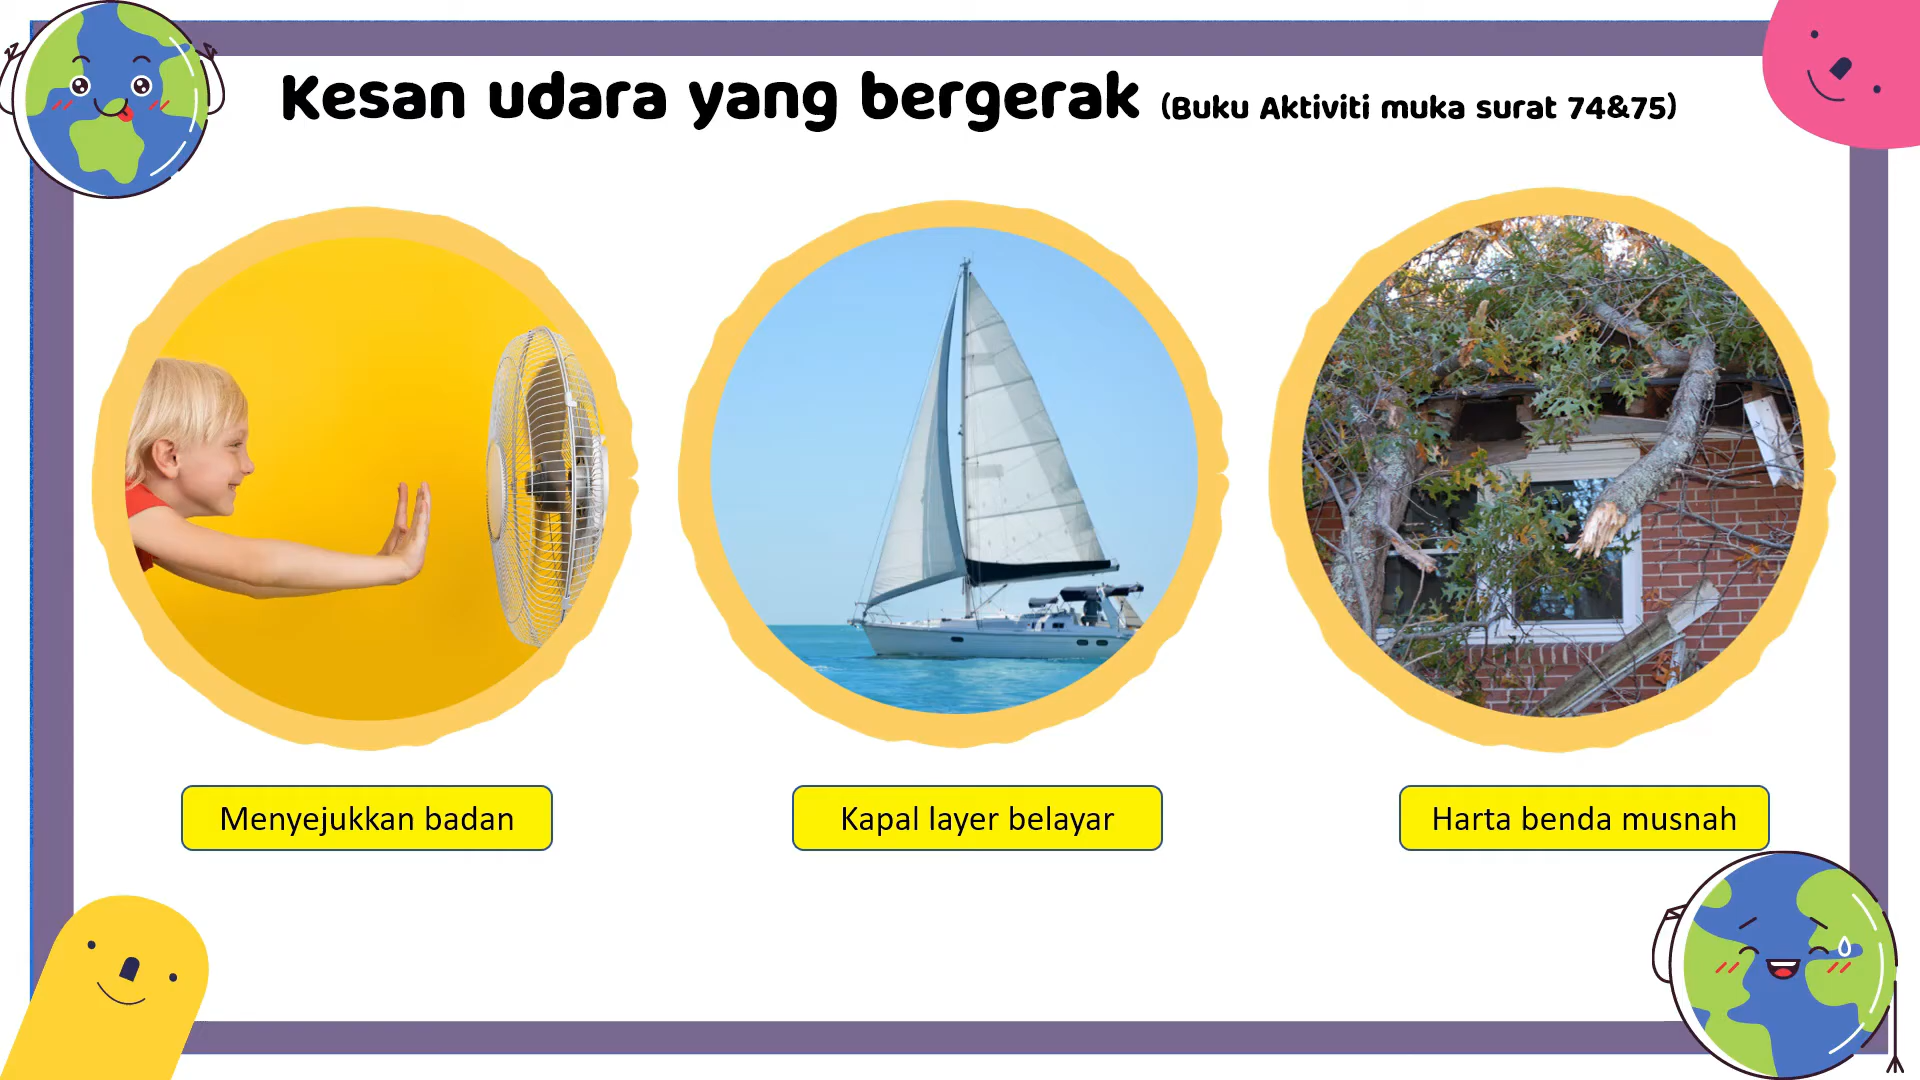 Kesan udara yang bergerak (Buku Aktiviti muka surat 74&75)
Menyejukkan badan
Kapal layer belayar
Harta benda musnah